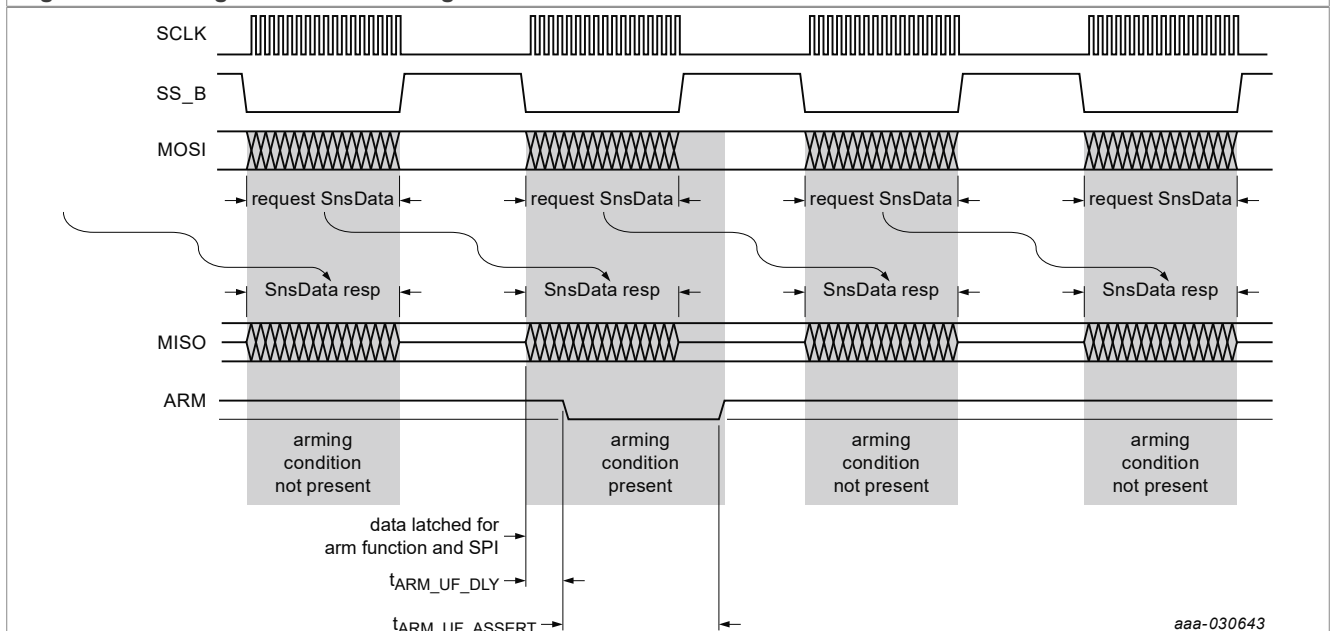 SCLK
SS_B
MOSI
request SnsData request SnsData request SnsData request SnsData
SnsData resp SnsData resp SnsData resp SnsData resp
MISO
ARM
arming arming arming arming
condition condition condition condition
not present present not present not present
data latched for
arm function and SPI
tARM_UF_DLY
tARM_UF_ASSERT
aaa-030643